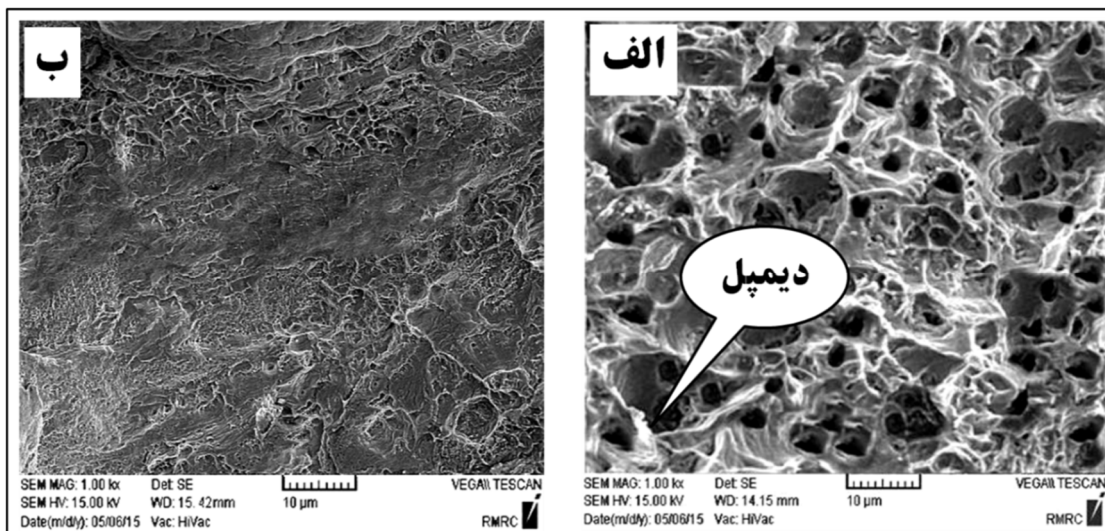 الف
دیمپل
SEM MAG: 1.00 kx Det: SE VEGA\\ TESCAN
SEM HV: 15.00 kV WD: 14.15 mm 10 µm
Date(m/d/y): 05/06/15 Vac: HiVac RMRC
ب
SEM MAG: 1.00 kx Det: SE VEGA\\ TESCAN
SEM HV: 15.00 kV WD: 15.42mm 10 µm
Date(m/d/y): 05/06/15 Vac: HiVac RMRC